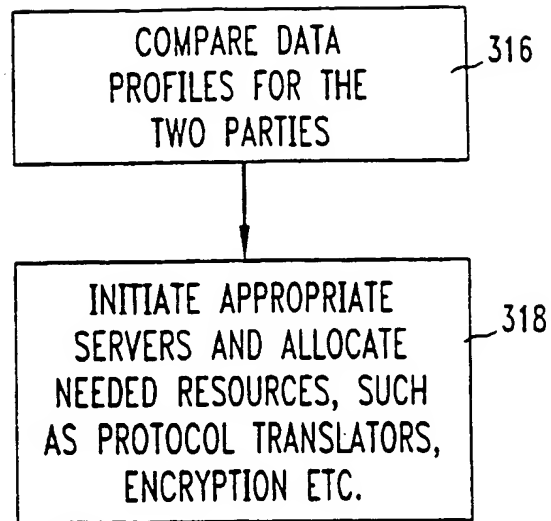 COMPARE DATA
PROFILES FOR THE
TWO PARTIES
316
INITIATE APPROPRIATE
SERVERS AND ALLOCATE
NEEDED RESOURCES, SUCH
AS PROTOCOL TRANSLATORS,
ENCRYPTION ETC.
318